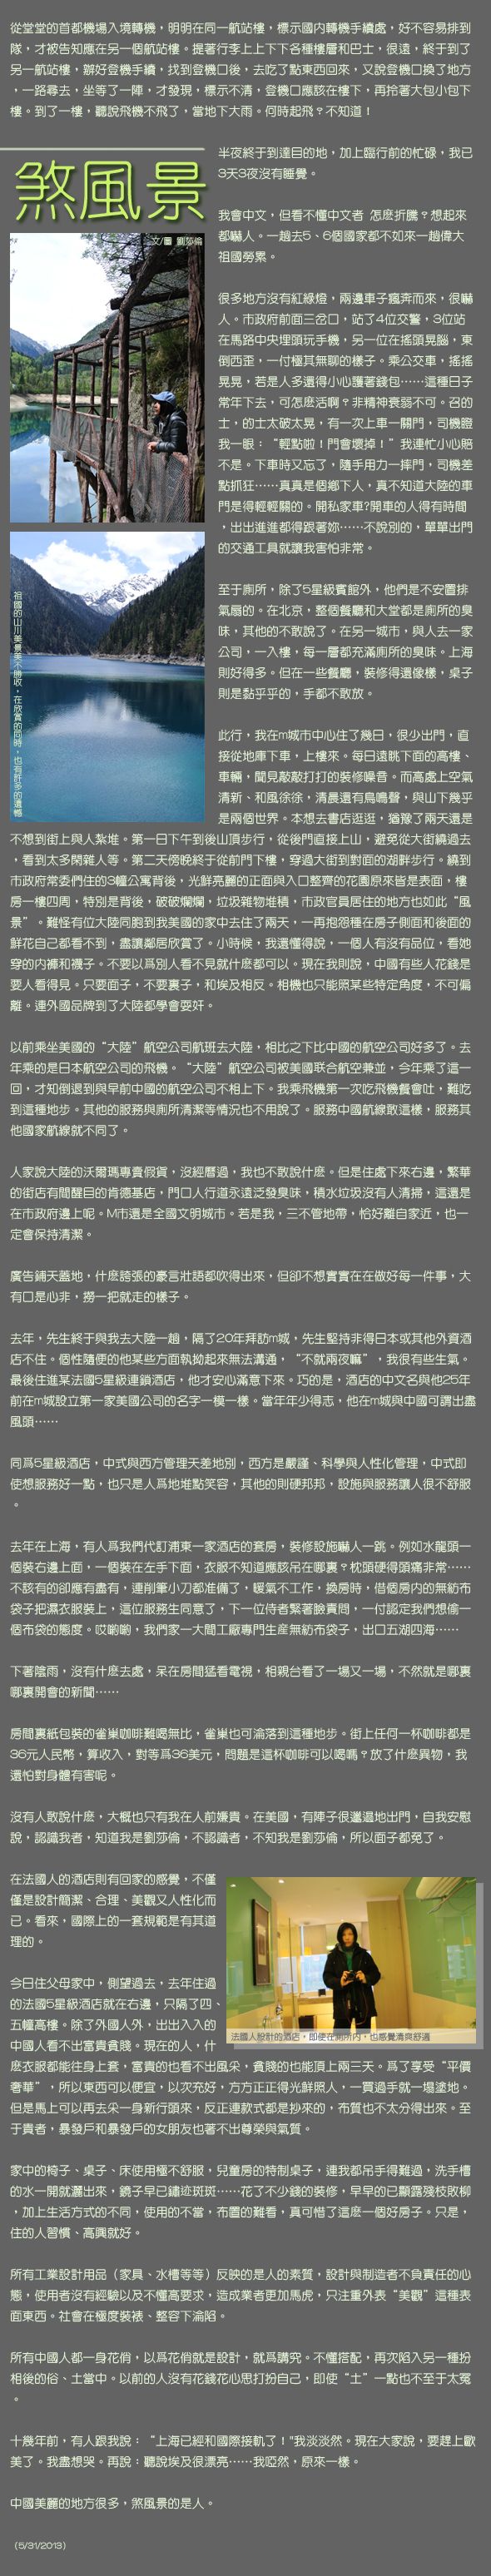 從堂堂的首都機場入境轉機，明明在同一航站樓，標示國內轉機手續處，好不容易排到
隊，才被告知應在另一個航站樓。提著行李上上下下各種樓層和巴士，很遠，終于到了
另一航站樓，辦好登機手續，找到登機口後，去吃了點東西回來，又說登機口換了地方
，一路尋去，坐等了一陣，才發現，標示不清，登機口應該在樓下，再拎著大包小包下
樓。到了一樓，聽說飛機不飛了，當地下大雨。何時起飛？不知道！
煞風景
文/圖 劉莎倫
半夜終于到達目的地，加上臨行前的忙碌，我已
3天3夜沒有睡覺。
我會中文，但看不懂中文者 怎麽折騰？想起來
都嚇人。一趟去5、6個國家都不如來一趟偉大
祖國勞累。
很多地方沒有紅綠燈，兩邊車子瘋奔而來，很嚇
人。市政府前面三岔口，站了4位交警，3位站
在馬路中央埋頭玩手機，另一位在搖頭晃腦，東
倒西歪，一付極其無聊的樣子。乘公交車，搖搖
晃晃，若是人多還得小心護著錢包……這種日子
常年下去，可怎麽活啊？非精神衰弱不可。召的
士，的士太破太晃，有一次上車一關門，司機瞪
我一眼：“輕點啦！門會壞掉！”我連忙小心賠
不是。下車時又忘了，隨手用力一摔門，司機差
點抓狂……真真是個鄉下人，真不知道大陸的車
門是得輕輕關的。開私家車?開車的人得有時間
，出出進進都得跟著妳……不說別的，單單出門
的交通工具就讓我害怕非常。
祖國的山川美景美不勝收，在欣賞的同時，也有許多的遺憾
至于廁所，除了5星級賓館外，他們是不安置排
氣扇的。在北京，整個餐廳和大堂都是廁所的臭
味，其他的不敢說了。在另一城市，與人去一家
公司，一入樓，每一層都充滿廁所的臭味。上海
則好得多。但在一些餐廳，裝修得還像樣，桌子
則是黏乎乎的，手都不敢放。
此行，我在m城市中心住了幾日，很少出門，直
接從地庫下車，上樓來。每日遠眺下面的高樓、
車輛，聞見敲敲打打的裝修噪音。而高處上空氣
清新、和風徐徐，清晨還有鳥鳴聲，與山下幾乎
是兩個世界。本想去書店逛逛，猶豫了兩天還是
不想到街上與人紮堆。第一日下午到後山頂步行，從後門直接上山，避免從大街繞過去
，看到太多閑雜人等。第二天傍晚終于從前門下樓，穿過大街到對面的湖畔步行。繞到
市政府常委們住的3幢公寓背後，光鮮亮麗的正面與入口整齊的花園原來皆是表面，樓
房一樓四周，特別是背後，破破爛爛，垃圾雜物堆積，市政官員居住的地方也如此“風
景”。難怪有位大陸同胞到我美國的家中去住了兩天，一再抱怨種在房子側面和後面的
鮮花自己都看不到，盡讓鄰居欣賞了。小時候，我還懂得說，一個人有沒有品位，看她
穿的內褲和襪子。不要以爲別人看不見就什麽都可以。現在我則說，中國有些人花錢是
要人看得見。只要面子，不要裏子，和埃及相反。相機也只能照某些特定角度，不可偏
離。連外國品牌到了大陸都學會耍奸。
以前乘坐美國的“大陸”航空公司航班去大陸，相比之下比中國的航空公司好多了。去
年乘的是日本航空公司的飛機。“大陸”航空公司被美國联合航空兼並，今年乘了這一
回，才知倒退到與早前中國的航空公司不相上下。我乘飛機第一次吃飛機餐會吐，難吃
到這種地步。其他的服務與廁所清潔等情況也不用說了。服務中國航線敢這樣，服務其
他國家航線就不同了。
人家說大陸的沃爾瑪專賣假貨，沒經曆過，我也不敢說什麽。但是住處下來右邊，繁華
的街店有間醒目的肯德基店，門口人行道永遠泛發臭味，積水垃圾沒有人清掃，這還是
在市政府邊上呢。M市還是全國文明城市。若是我，三不管地帶，恰好離自家近，也一
定會保持清潔。
廣告鋪天蓋地，什麽誇張的豪言壯語都吹得出來，但卻不想實實在在做好每一件事，大
有口是心非，撈一把就走的樣子。
去年，先生終于與我去大陸一趟，隔了20年拜訪m城，先生堅持非得日本或其他外資酒
店不住。個性隨便的他某些方面執拗起來無法溝通，“不就兩夜嘛”，我很有些生氣。
最後住進某法國5星級連鎖酒店，他才安心滿意下來。巧的是，酒店的中文名與他25年
前在m城設立第一家美國公司的名字一模一樣。當年年少得志，他在m城與中國可謂出盡
風頭……
同爲5星級酒店，中式與西方管理天差地別，西方是嚴謹、科學與人性化管理，中式即
使想服務好一點，也只是人爲地堆點笑容，其他的則硬邦邦，設施與服務讓人很不舒服
。
去年在上海，有人爲我們代訂浦東一家酒店的套房，裝修設施嚇人一跳。例如水龍頭一
個裝右邊上面，一個裝在左手下面，衣服不知道應該吊在哪裏？枕頭硬得頭痛非常……
不該有的卻應有盡有，連削筆小刀都准備了，暖氣不工作，換房時，借個房內的無紡布
袋子把濕衣服裝上，這位服務生同意了，下一位侍者緊著臉責問，一付認定我們想偷一
個布袋的態度。哎喲喲，我們家一大間工廠專門生産無紡布袋子，出口五湖四海……
下著陰雨，沒有什麽去處，呆在房間猛看電視，相親台看了一場又一場，不然就是哪裏
哪裏開會的新聞……
房間裏紙包裝的雀巢咖啡難喝無比，雀巢也可淪落到這種地步。街上任何一杯咖啡都是
36元人民幣，算收入，對等爲36美元，問題是這杯咖啡可以喝嗎？放了什麽異物，我
還怕對身體有害呢。
沒有人敢說什麽，大概也只有我在人前嫌貴。在美國，有陣子很邋遢地出門，自我安慰
說，認識我者，知道我是劉莎倫，不認識者，不知我是劉莎倫，所以面子都免了。
在法國人的酒店則有回家的感覺，不僅
僅是設計簡潔、合理、美觀又人性化而
已。看來，國際上的一套規範是有其道
理的。
法國人設計的酒店，即使在廁所內，也感覺清爽舒適
今日住父母家中，側望過去，去年住過
的法國5星級酒店就在右邊，只隔了四、
五幢高樓。除了外國人外，出出入入的
中國人看不出富貴貧賤。現在的人，什
麽衣服都能往身上套，富貴的也看不出風采，貧賤的也能頂上兩三天。爲了享受“平價
奢華”，所以東西可以便宜，以次充好，方方正正得光鮮照人，一買過手就一塌塗地。
但是馬上可以再去采一身新行頭來，反正連款式都是抄來的，布質也不太分得出來。至
于貴者，暴發戶和暴發戶的女朋友也著不出尊榮與氣質。
家中的椅子、桌子、床使用極不舒服，兒童房的特制桌子，連我都吊手得難過，洗手槽
的水一開就灑出來，鏡子早已鏽迹斑斑……花了不少錢的裝修，早早的已顯露殘枝敗柳
，加上生活方式的不同，使用的不當，布置的難看，真可惜了這麽一個好房子。只是，
住的人習慣、高興就好。
所有工業設計用品（家具、水槽等等）反映的是人的素質，設計與制造者不負責任的心
態，使用者沒有經驗以及不懂高要求，造成業者更加馬虎，只注重外表“美觀”這種表
面東西。社會在極度裝裱、整容下淪陷。
所有中國人都一身花俏，以爲花俏就是設計，就爲講究。不懂搭配，再次陷入另一種扮
相後的俗、土當中。以前的人沒有花錢花心思打扮自己，即使“土”一點也不至于太冤
。
十幾年前，有人跟我說：“上海已經和國際接軌了！"我淡淡然。現在大家說，要趕上歐
美了。我盡想哭。再說：聽說埃及很漂亮……我啞然，原來一樣。
中國美麗的地方很多，煞風景的是人。
（5/31/2013）